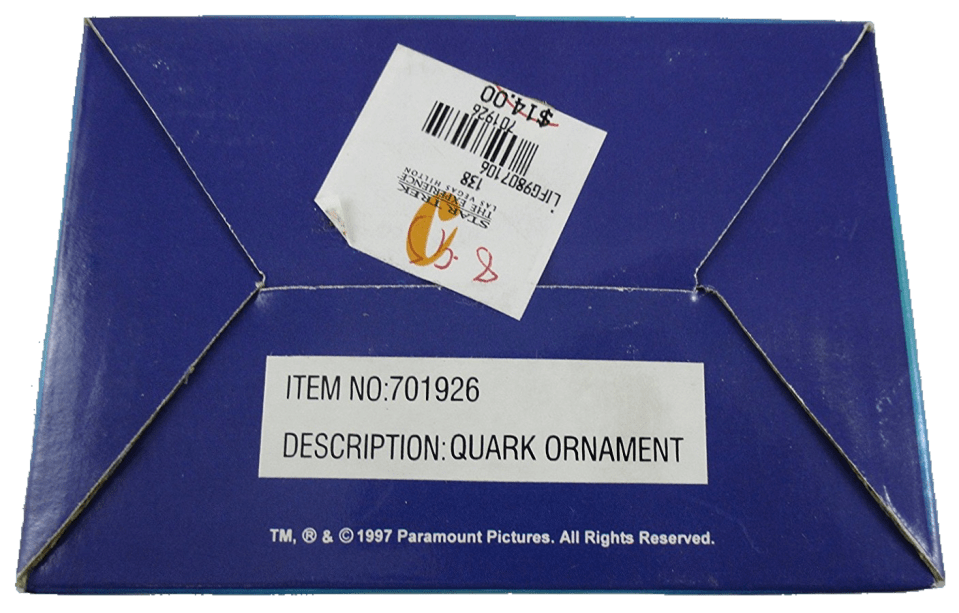 $14.00
701926
LIFG9807106
138
STAR TREK
THE EXPERIENCE
LAS VEGAS HILTON
ITEM NO:701926
DESCRIPTION:QUARK ORNAMENT
TM, ® & ©1997 Paramount Pictures. All Rights Reserved.